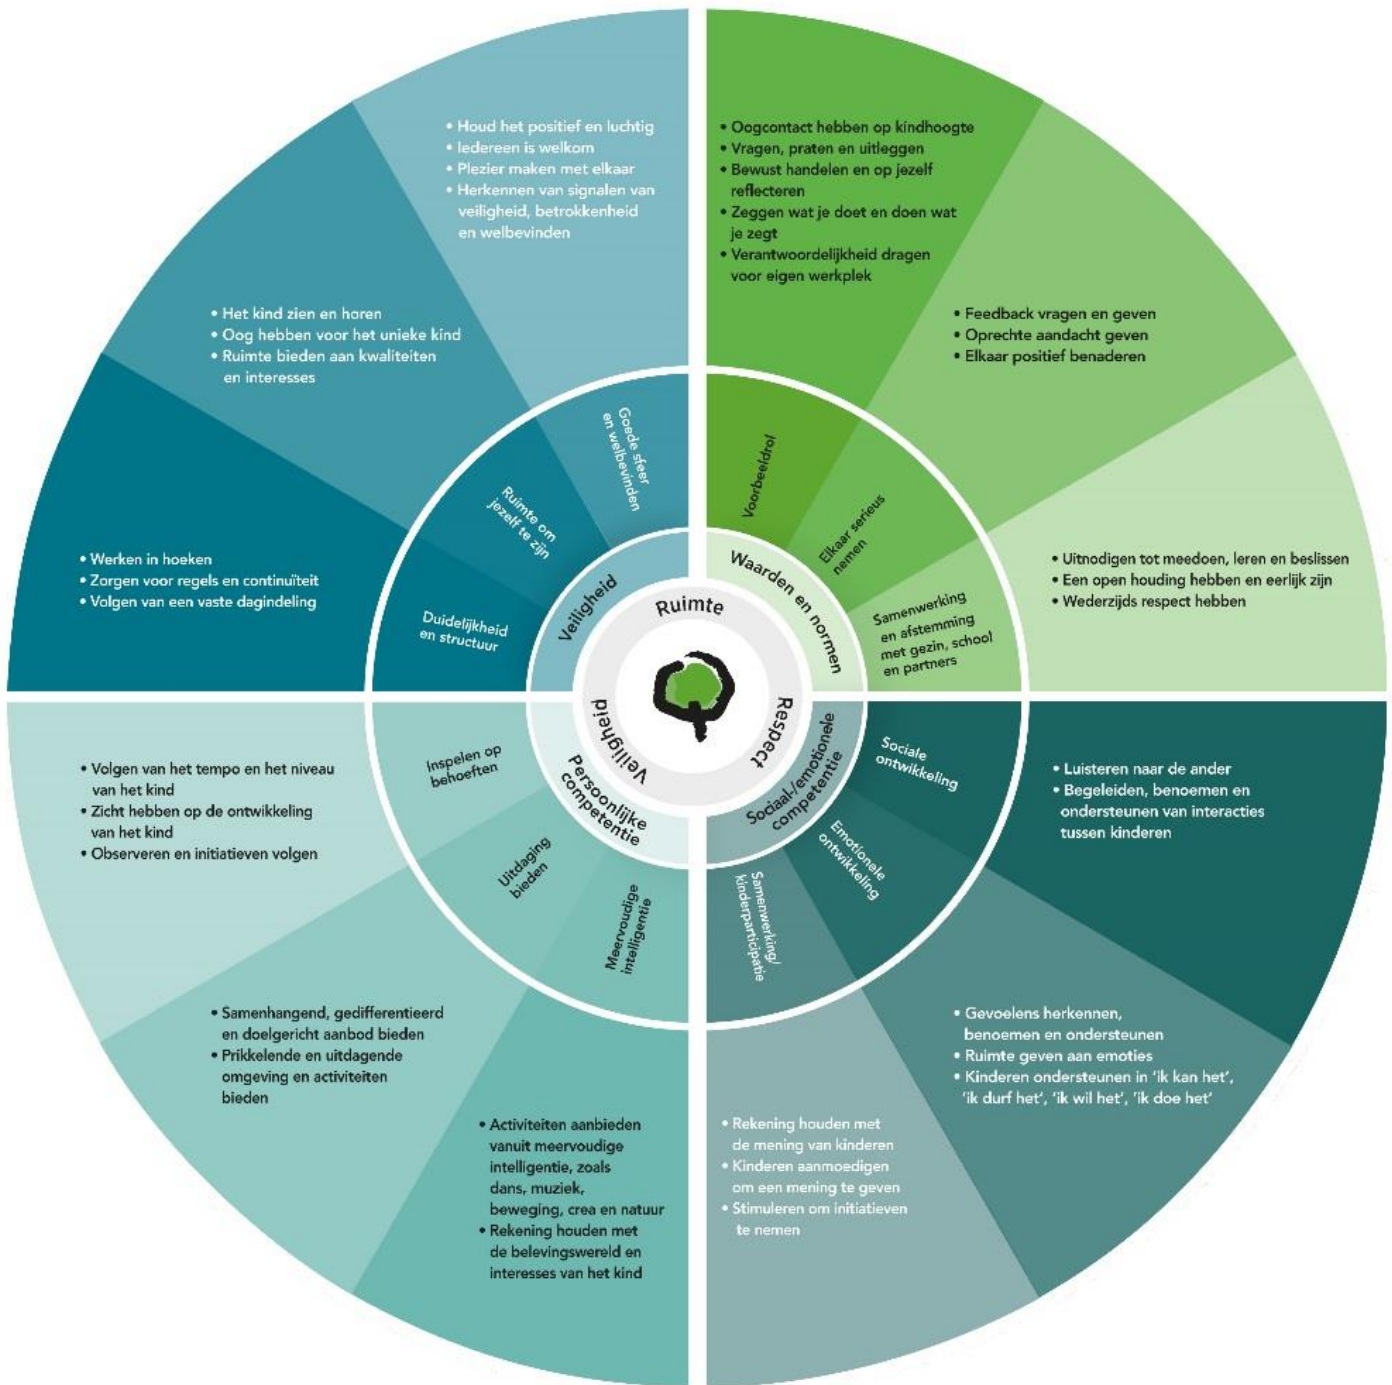 • Houd het positief en luchtig
• Iedereen is welkom
• Plezier maken met elkaar
• Herkennen van signalen van
veiligheid, betrokkenheid
en welbevinden
• Het kind zien en horen
• Oog hebben voor het unieke kind
• Ruimte bieden aan kwaliteiten
en interesses
• Werken in hoeken
• Zorgen voor regels en continuïteit
• Volgen van een vaste dagindeling
Goede sfeer
en welbevinden
Ruimte om
jezelf te zijn
Duidelijkheid
en structuur
Veiligheid
• Oogcontact hebben op kindhoogte
• Vragen, praten en uitleggen
• Bewust handelen en op jezelf
reflecteren
• Zeggen wat je doet en doen wat
je zegt
• Verantwoordelijkheid dragen
voor eigen werkplek
• Feedback vragen en geven
• Oprechte aandacht geven
• Elkaar positief benaderen
• Uitnodigen tot meedoen, leren en beslissen
• Een open houding hebben en eerlijk zijn
• Wederzijds respect hebben
Voorbeeldrol
Elkaar serieus
nemen
Samenwerking
en afstemming
met gezin, school
en partners
Waarden en normen
Ruimte
Respect
Veiligheid
Persoonlijke
competentie
Inspelen op
behoeften
Uitdaging
bieden
Meervoudige
intelligentie
• Volgen van het tempo en het niveau
van het kind
• Zicht hebben op de ontwikkeling
van het kind
• Observeren en initiatieven volgen
• Samenhangend, gedifferentieerd
en doelgericht aanbod bieden
• Prikkelende en uitdagende
omgeving en activiteiten
bieden
• Activiteiten aanbieden
vanuit meervoudige
intelligentie, zoals
dans, muziek,
beweging, crea en natuur
• Rekening houden met
de belevingswereld en
interesses van het kind
Sociaal-/emotionele
competentie
Sociale
ontwikkeling
Emotionele
ontwikkeling
Samenwerking/
kinderparticipatie
• Luisteren naar de ander
• Begeleiden, benoemen en
ondersteunen van interacties
tussen kinderen
• Gevoelens herkennen,
benoemen en ondersteunen
• Ruimte geven aan emoties
• Kinderen ondersteunen in ‘ik kan het’,
‘ik durf het’, ‘ik wil het’, ‘ik doe het’
• Rekening houden met
de mening van kinderen
• Kinderen aanmoedigen
om een mening te geven
• Stimuleren om initiatieven
te nemen